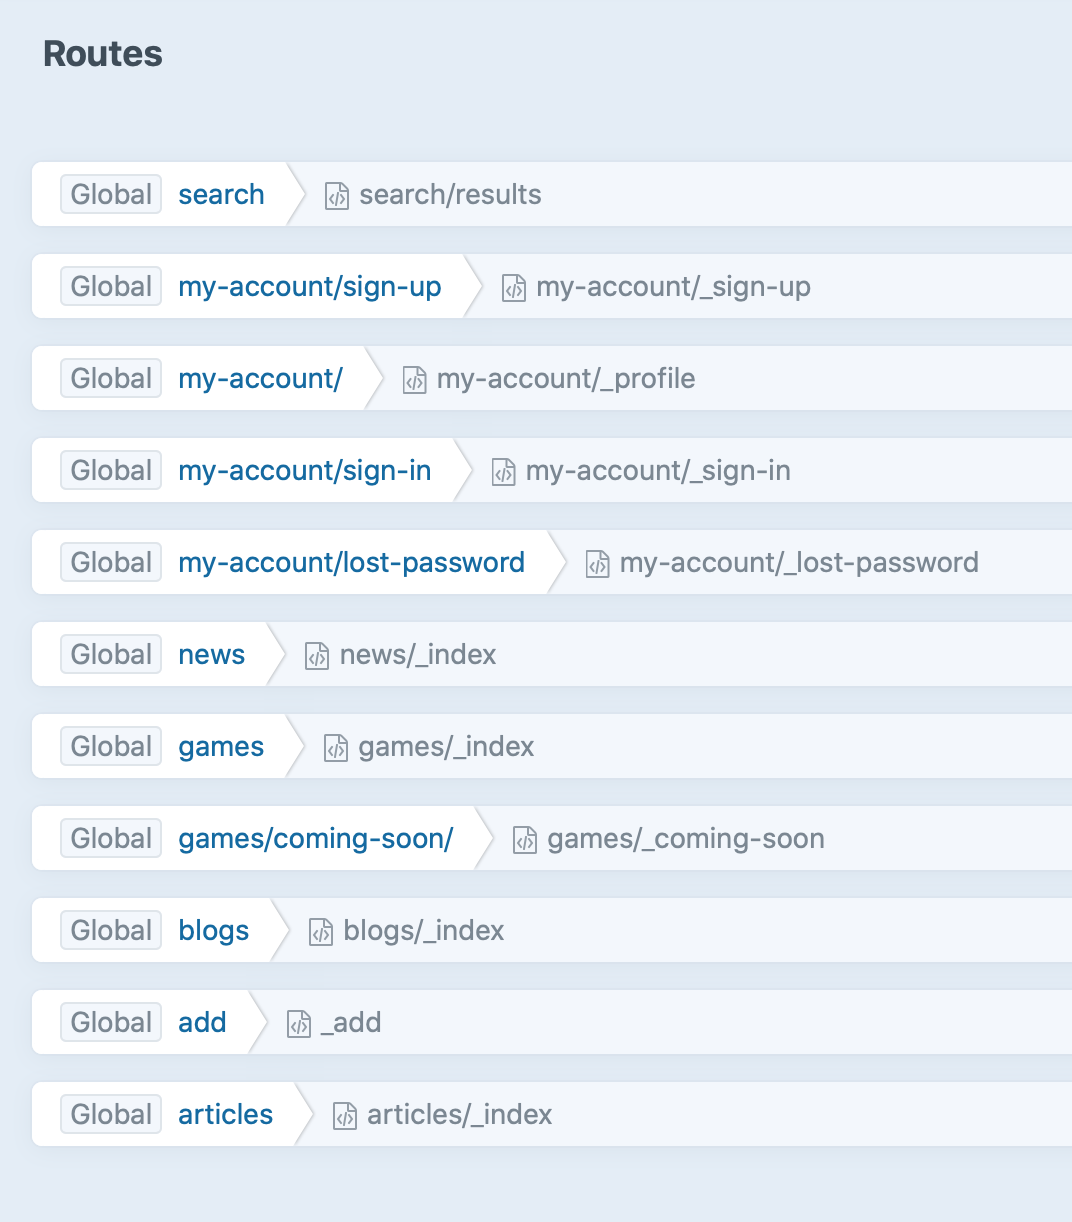 Routes
Global search search/results
Global my-account/sign-up my-account/_sign-up
Global my-account/ my-account/_profile
Global my-account/sign-in my-account/_sign-in
Global my-account/lost-password my-account/_lost-password
Global news news/_index
Global games games/_index
Global games/coming-soon/ games/_coming-soon
Global blogs blogs/_index
Global add _add
Global articles articles/_index